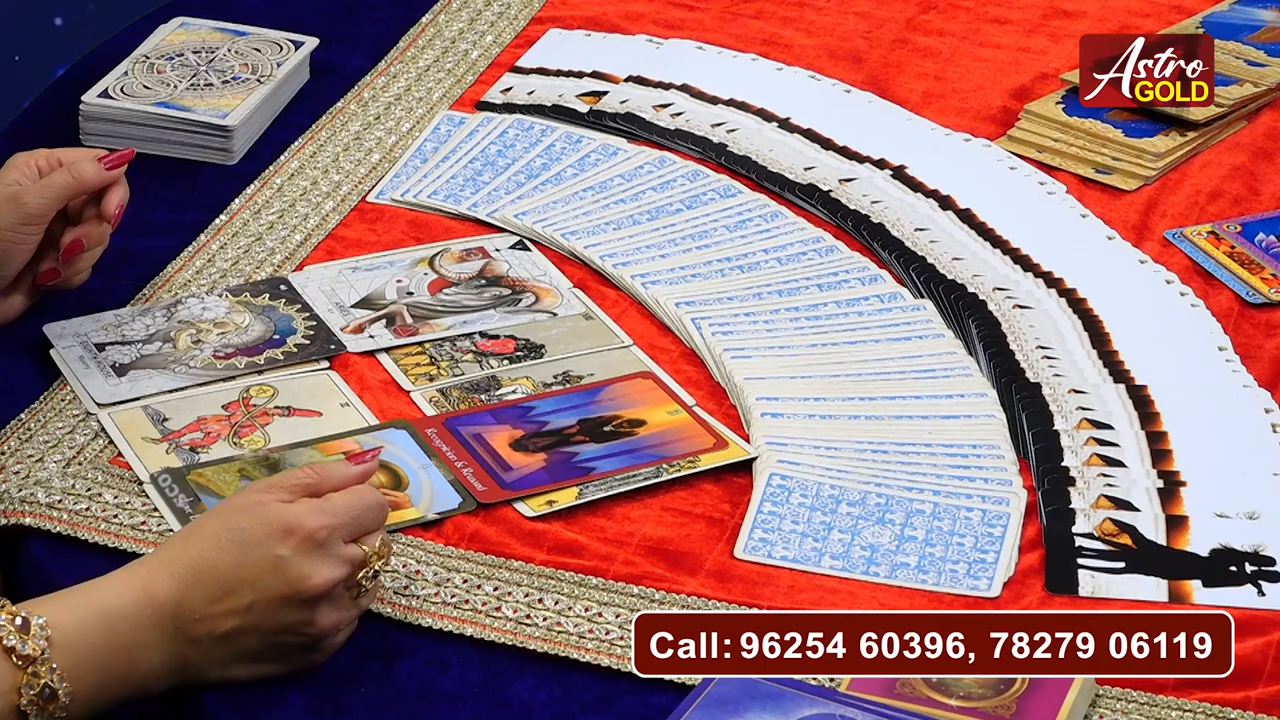 Astro
GOLD
Recognition & Reward
Call: 96254 60396, 78279 06119